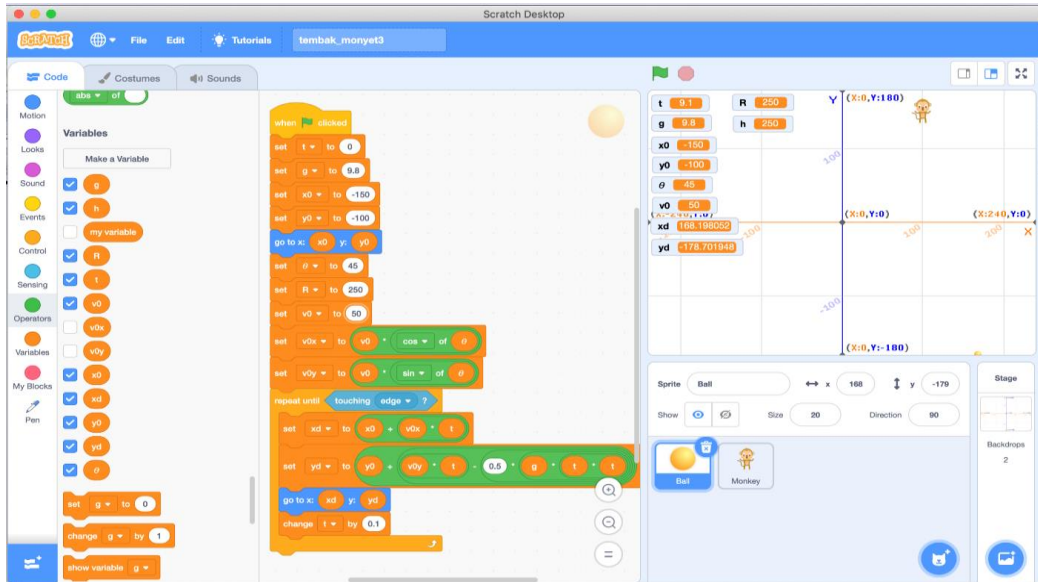 Scratch Desktop
SCRATCH File Edit Tutorials tembak_monyet3
Code Costumes Sounds
Motion
Looks
Sound
Events
Control
Sensing
Operators
Variables
My Blocks
Pen
abs of
Variables
Make a Variable
g
h
my variable
R
t
v0
v0x
v0y
x0
xd
y0
yd
θ
set g to 0
change g by 1
show variable g
when clicked
set t to 0
set g to 9.8
set x0 to -150
set y0 to -100
go to x: x0 y: y0
set θ to 45
set R to 250
set v0 to 50
set v0x to v0 * cos of θ
set v0y to v0 * sin of θ
repeat until touching edge ?
set xd to x0 + v0x * t
set yd to y0 + v0y * t - 0.5 * g * t * t
go to x: xd y: yd
change t by 0.1
t 9.1 R 250
g 9.8 h 250
x0 -150
y0 -100
θ 45
v0 50
xd 168.198052
yd -178.701948
Y (X:0,Y:180)
100
(X:-240,Y:0) (X:0,Y:0) (X:240,Y:0)
-100 100 200 X
-100
(X:0,Y:-180)
Sprite Ball x 168 y -179
Show Size 20 Direction 90
Ball Monkey
Stage
Backdrops
2